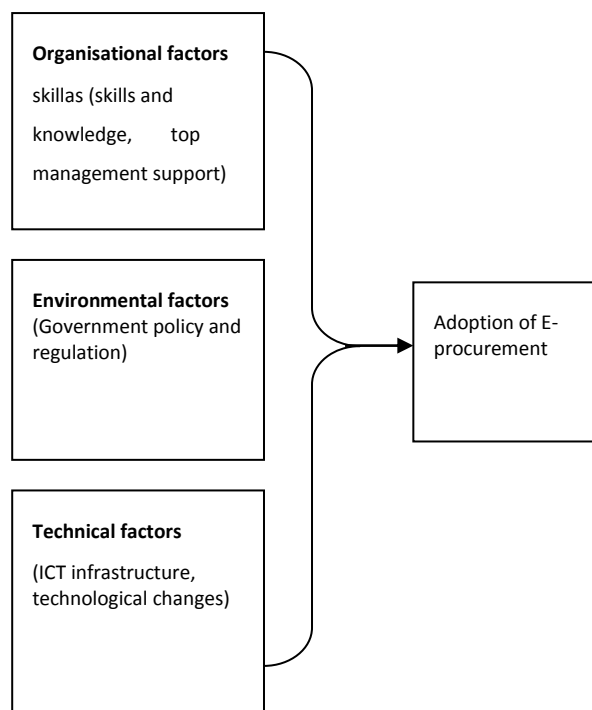 Organisational factors
skillas (skills and
knowledge, top
management support)
Environmental factors
(Government policy and
regulation)
Technical factors
(ICT infrastructure,
technological changes)
Adoption of E-
procurement